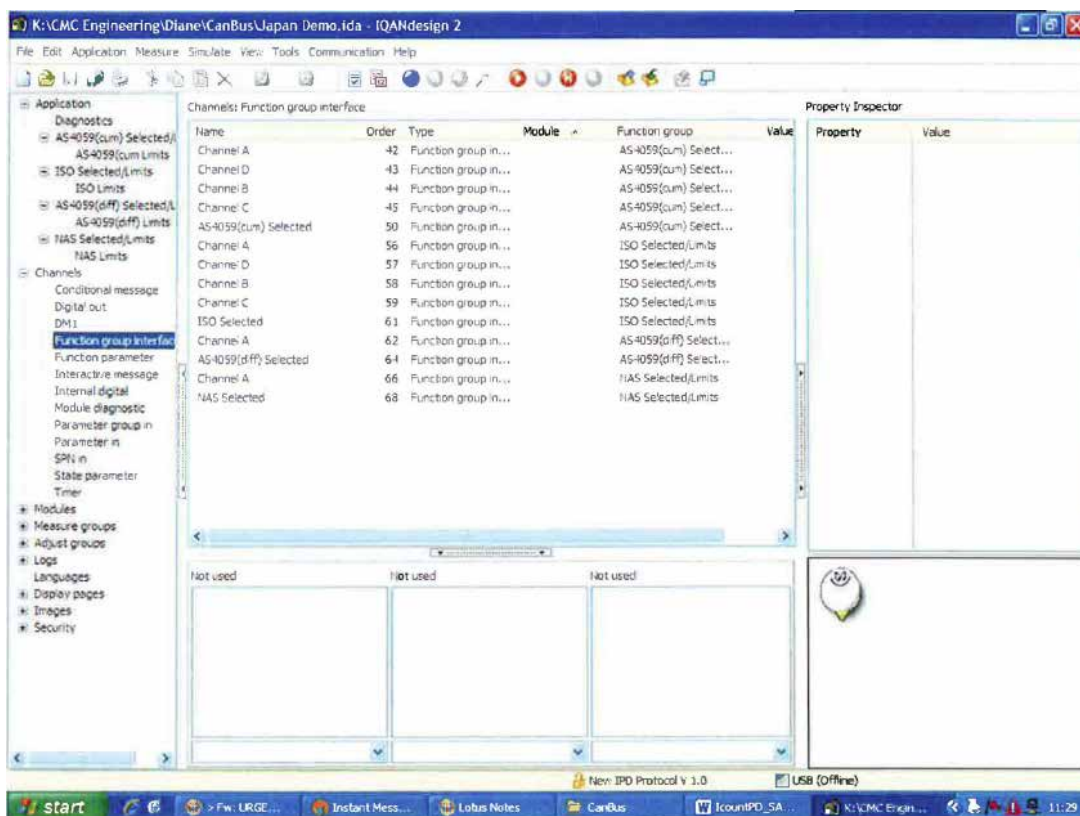 K:\CMC Engineering\Diane\CanBus\Japan Demo.ida - IQANdesign 2
File Edit Application Measure Simulate View Tools Communication Help
Application
Diagnostics
AS4059(cum) Selected/L
AS4059(cum Limits
ISO Selected/Limits
ISO Limits
AS4059(diff) Selected/L
AS4059(diff) Limits
NAS Selected/Limits
NAS Limits
Channels
Conditional message
Digital out
DM1
Function group interfac
Function parameter
Interactive message
Internal digital
Module diagnostic
Parameter group in
Parameter in
SPN in
State parameter
Timer
Modules
Measure groups
Adjust groups
Logs
Languages
Display pages
Images
Security
Channels: Function group interface
Name Order Type Module Function group Value
Channel A 42 Function group in... AS4059(cum) Select...
Channel D 43 Function group in... AS4059(cum) Select...
Channel B 44 Function group in... AS4059(cum) Select...
Channel C 45 Function group in... AS4059(cum) Select...
AS4059(cum) Selected 50 Function group in... AS4059(cum) Select...
Channel A 56 Function group in... ISO Selected/Limits
Channel D 57 Function group in... ISO Selected/Limits
Channel B 58 Function group in... ISO Selected/Limits
Channel C 59 Function group in... ISO Selected/Limits
ISO Selected 61 Function group in... ISO Selected/Limits
Channel A 62 Function group in... AS4059(diff) Select...
AS4059(diff) Selected 64 Function group in... AS4059(diff) Select...
Channel A 66 Function group in... NAS Selected/Limits
NAS Selected 68 Function group in... NAS Selected/Limits
Not used Not used Not used
Property Inspector
Property Value
New IPD Protocol V 1.0 USB (Offline)
start > Fw: URGE... Instant Mess... Lotus Notes CanBus IcountPD_SA... K:\CMC Engin... 11:29